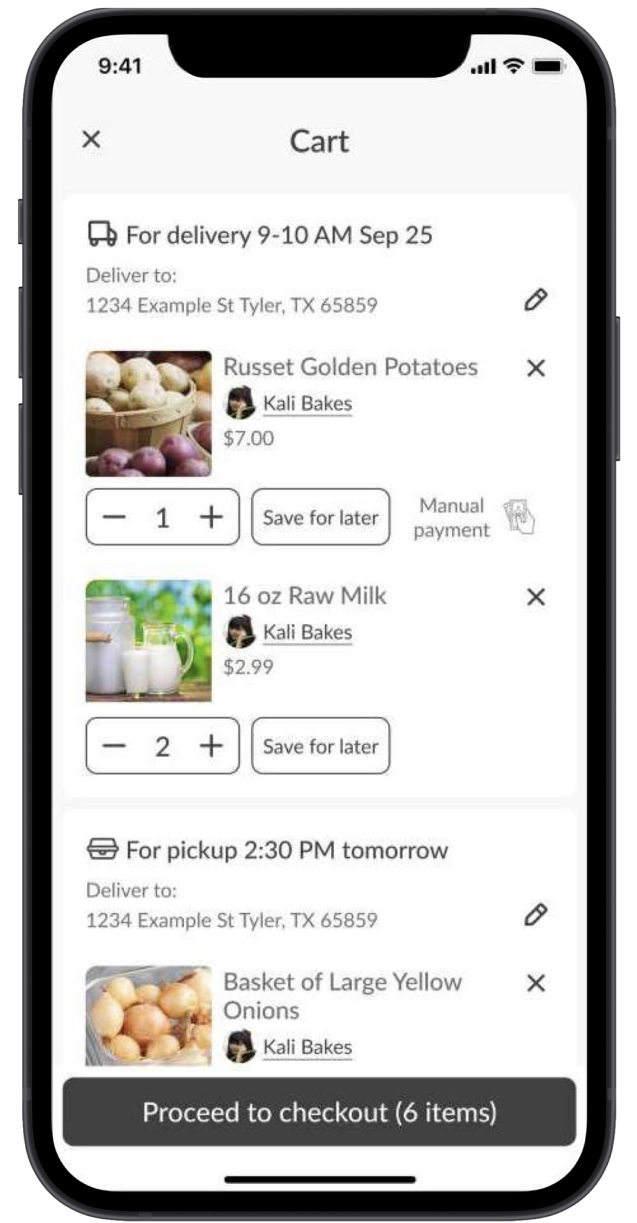 9:41
Cart
For delivery 9-10 AM Sep 25
Deliver to:
1234 Example St Tyler, TX 65859
Russet Golden Potatoes
Kali Bakes
$7.00
1
Save for later
Manual
payment
16 oz Raw Milk
Kali Bakes
$2.99
2
Save for later
For pickup 2:30 PM tomorrow
Deliver to:
1234 Example St Tyler, TX 65859
Basket of Large Yellow
Onions
Kali Bakes
Proceed to checkout (6 items)